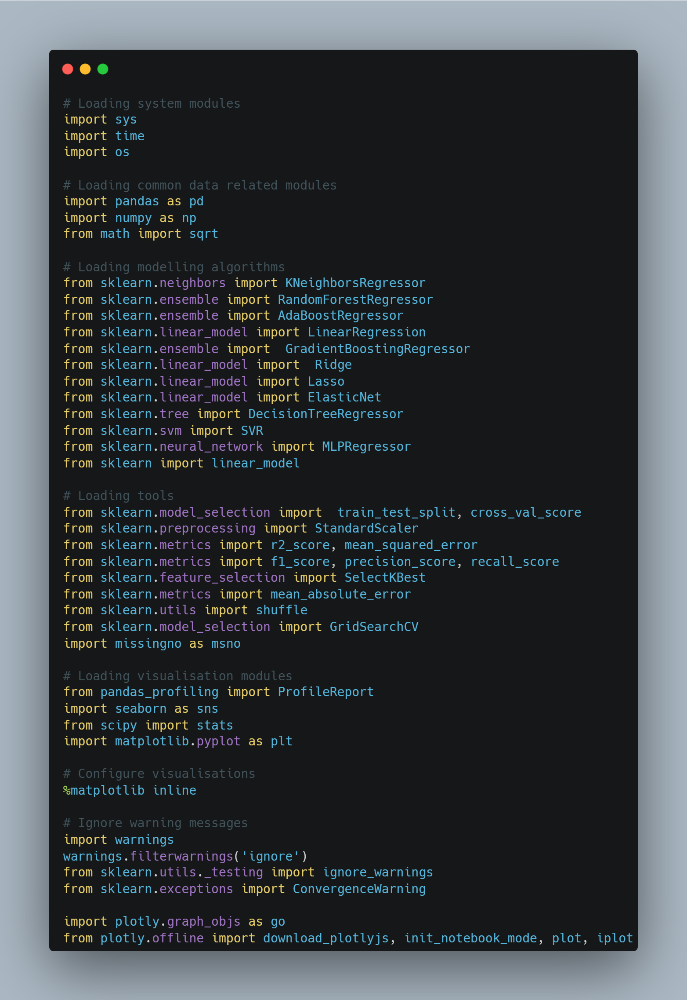 # Loading system modules
import sys
import time
import os
# Loading common data related modules
import pandas as pd
import numpy as np
from math import sqrt
# Loading modelling algorithms
from sklearn.neighbors import KNeighborsRegressor
from sklearn.ensemble import RandomForestRegressor
from sklearn.ensemble import AdaBoostRegressor
from sklearn.linear_model import LinearRegression
from sklearn.ensemble import  GradientBoostingRegressor
from sklearn.linear_model import  Ridge
from sklearn.linear_model import Lasso
from sklearn.linear_model import ElasticNet
from sklearn.tree import DecisionTreeRegressor
from sklearn.svm import SVR
from sklearn.neural_network import MLPRegressor
from sklearn import linear_model
# Loading tools
from sklearn.model_selection import  train_test_split, cross_val_score
from sklearn.preprocessing import StandardScaler
from sklearn.metrics import r2_score, mean_squared_error
from sklearn.metrics import f1_score, precision_score, recall_score
from sklearn.feature_selection import SelectKBest
from sklearn.metrics import mean_absolute_error
from sklearn.utils import shuffle
from sklearn.model_selection import GridSearchCV
import missingno as msno
# Loading visualisation modules
from pandas_profiling import ProfileReport
import seaborn as sns
from scipy import stats
import matplotlib.pyplot as plt
# Configure visualisations
%matplotlib inline
# Ignore warning messages
import warnings
warnings.filterwarnings('ignore')
from sklearn.utils._testing import ignore_warnings
from sklearn.exceptions import ConvergenceWarning
import plotly.graph_objs as go
from plotly.offline import download_plotlyjs, init_notebook_mode, plot, iplot